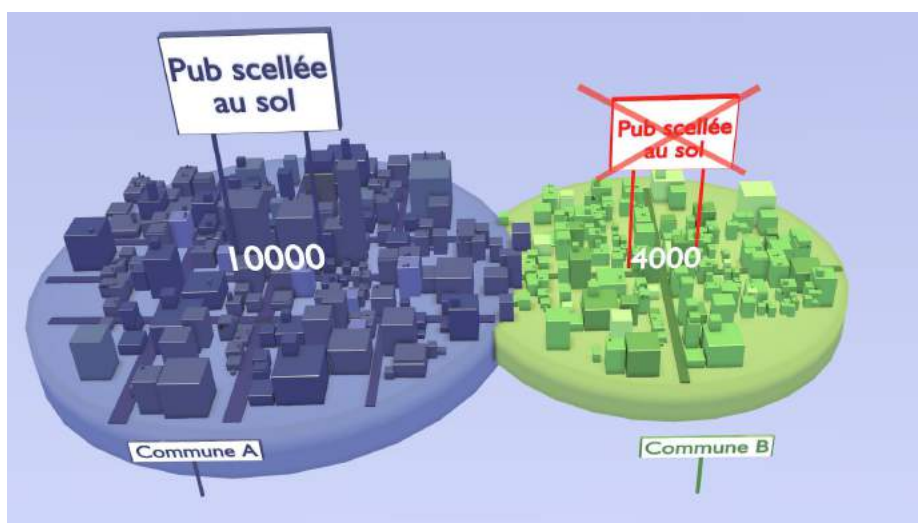 Pub scellée
au sol
Pub scellée
au sol
10000
4000
Commune A
Commune B